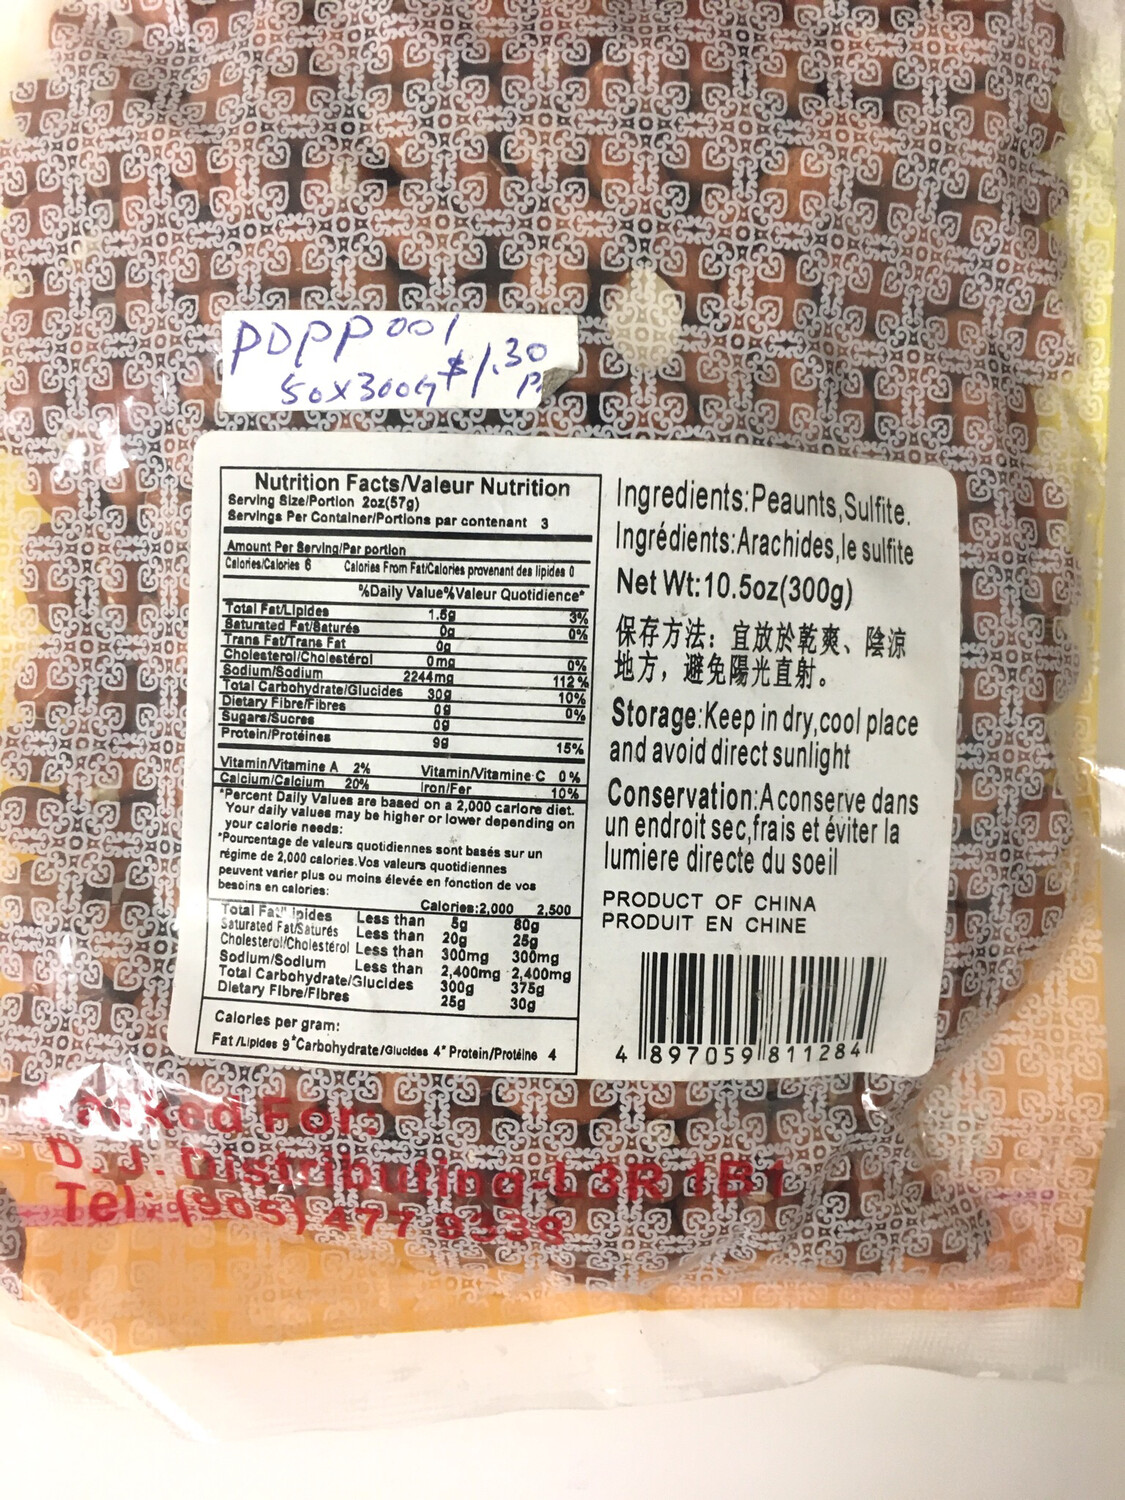 PDPP001
50x300G $1.30
Nutrition Facts/Valeur Nutrition
Serving Size/Portion 2oz(57g)
Servings Per Container/Portions par contenant 3
Amount Per Serving/Par portion
Calories/Calories 6 Calories From Fat/Calories provenant des lipides 0
%Daily Value%Valeur Quotidience*
Total Fat/Lipides 1.5g 3%
Saturated Fat/Saturés 0g 0%
Trans Fat/Trans Fat 0g
Cholesterol/Cholestérol 0mg 0%
Sodium/Sodium 2244mg 112%
Total Carbohydrate/Glucides 30g 10%
Dietary Fibre/Fibres 0g 0%
Sugars/Sucres 0g
Protein/Protéines 9g 15%
Vitamin/Vitamine A 2% Vitamin/Vitamine C 0%
Calcium/Calcium 20% Iron/Fer 10%
*Percent Daily Values are based on a 2,000 carlore diet.
Your daily values may be higher or lower depending on
your calorie needs:
*Pourcentage de valeurs quotidiennes sont basés sur un
régime de 2,000 calories.Vos valeurs quotidiennes
peuvent varier plus ou moins élevée en fonction de vos
besoins en calories:
Calories:2,000 2,500
Total Fat/ ipides Less than 5g 80g
Saturated Fat/Saturés Less than 20g 25g
Cholesterol/Cholestérol Less than 300mg 300mg
Sodium/Sodium Less than 2,400mg 2,400mg
Total Carbohydrate/Glucides 300g 375g
Dietary Fibre/Fibres 25g 30g
Calories per gram:
Fat/Lipides 9*Carbohydrate/Glucides 4* Protein/Protéine 4
Ingredients:Peaunts,Sulfite.
Ingrédients:Arachides,le sulfite
Net Wt:10.5oz(300g)
保存方法：宜放於乾爽、陰涼
地方，避免陽光直射。
Storage:Keep in dry,cool place
and avoid direct sunlight
Conservation:A conserve dans
un endroit sec,frais et éviter la
lumiere directe du soeil
PRODUCT OF CHINA
PRODUIT EN CHINE
4 897059 811284
For:
D. J. Distributing-L3R 1B1
Tel: (905) 477 9338